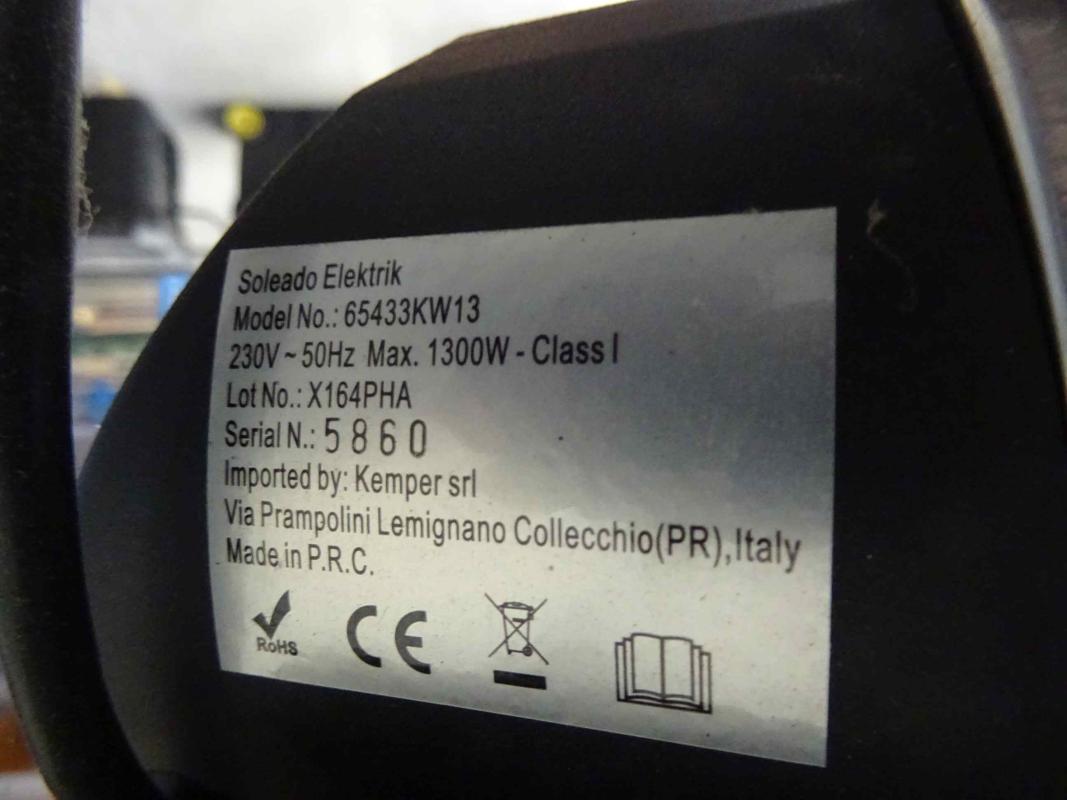 Soleado Elektrik
Model No.: 65433KW13
230V ~ 50Hz Max. 1300W - Class I
Lot No.: X164PHA
Serial N.: 5860
Imported by: Kemper srl
Via Prampolini Lemignano Collecchio(PR),Italy
Made in P.R.C.
RoHS CE